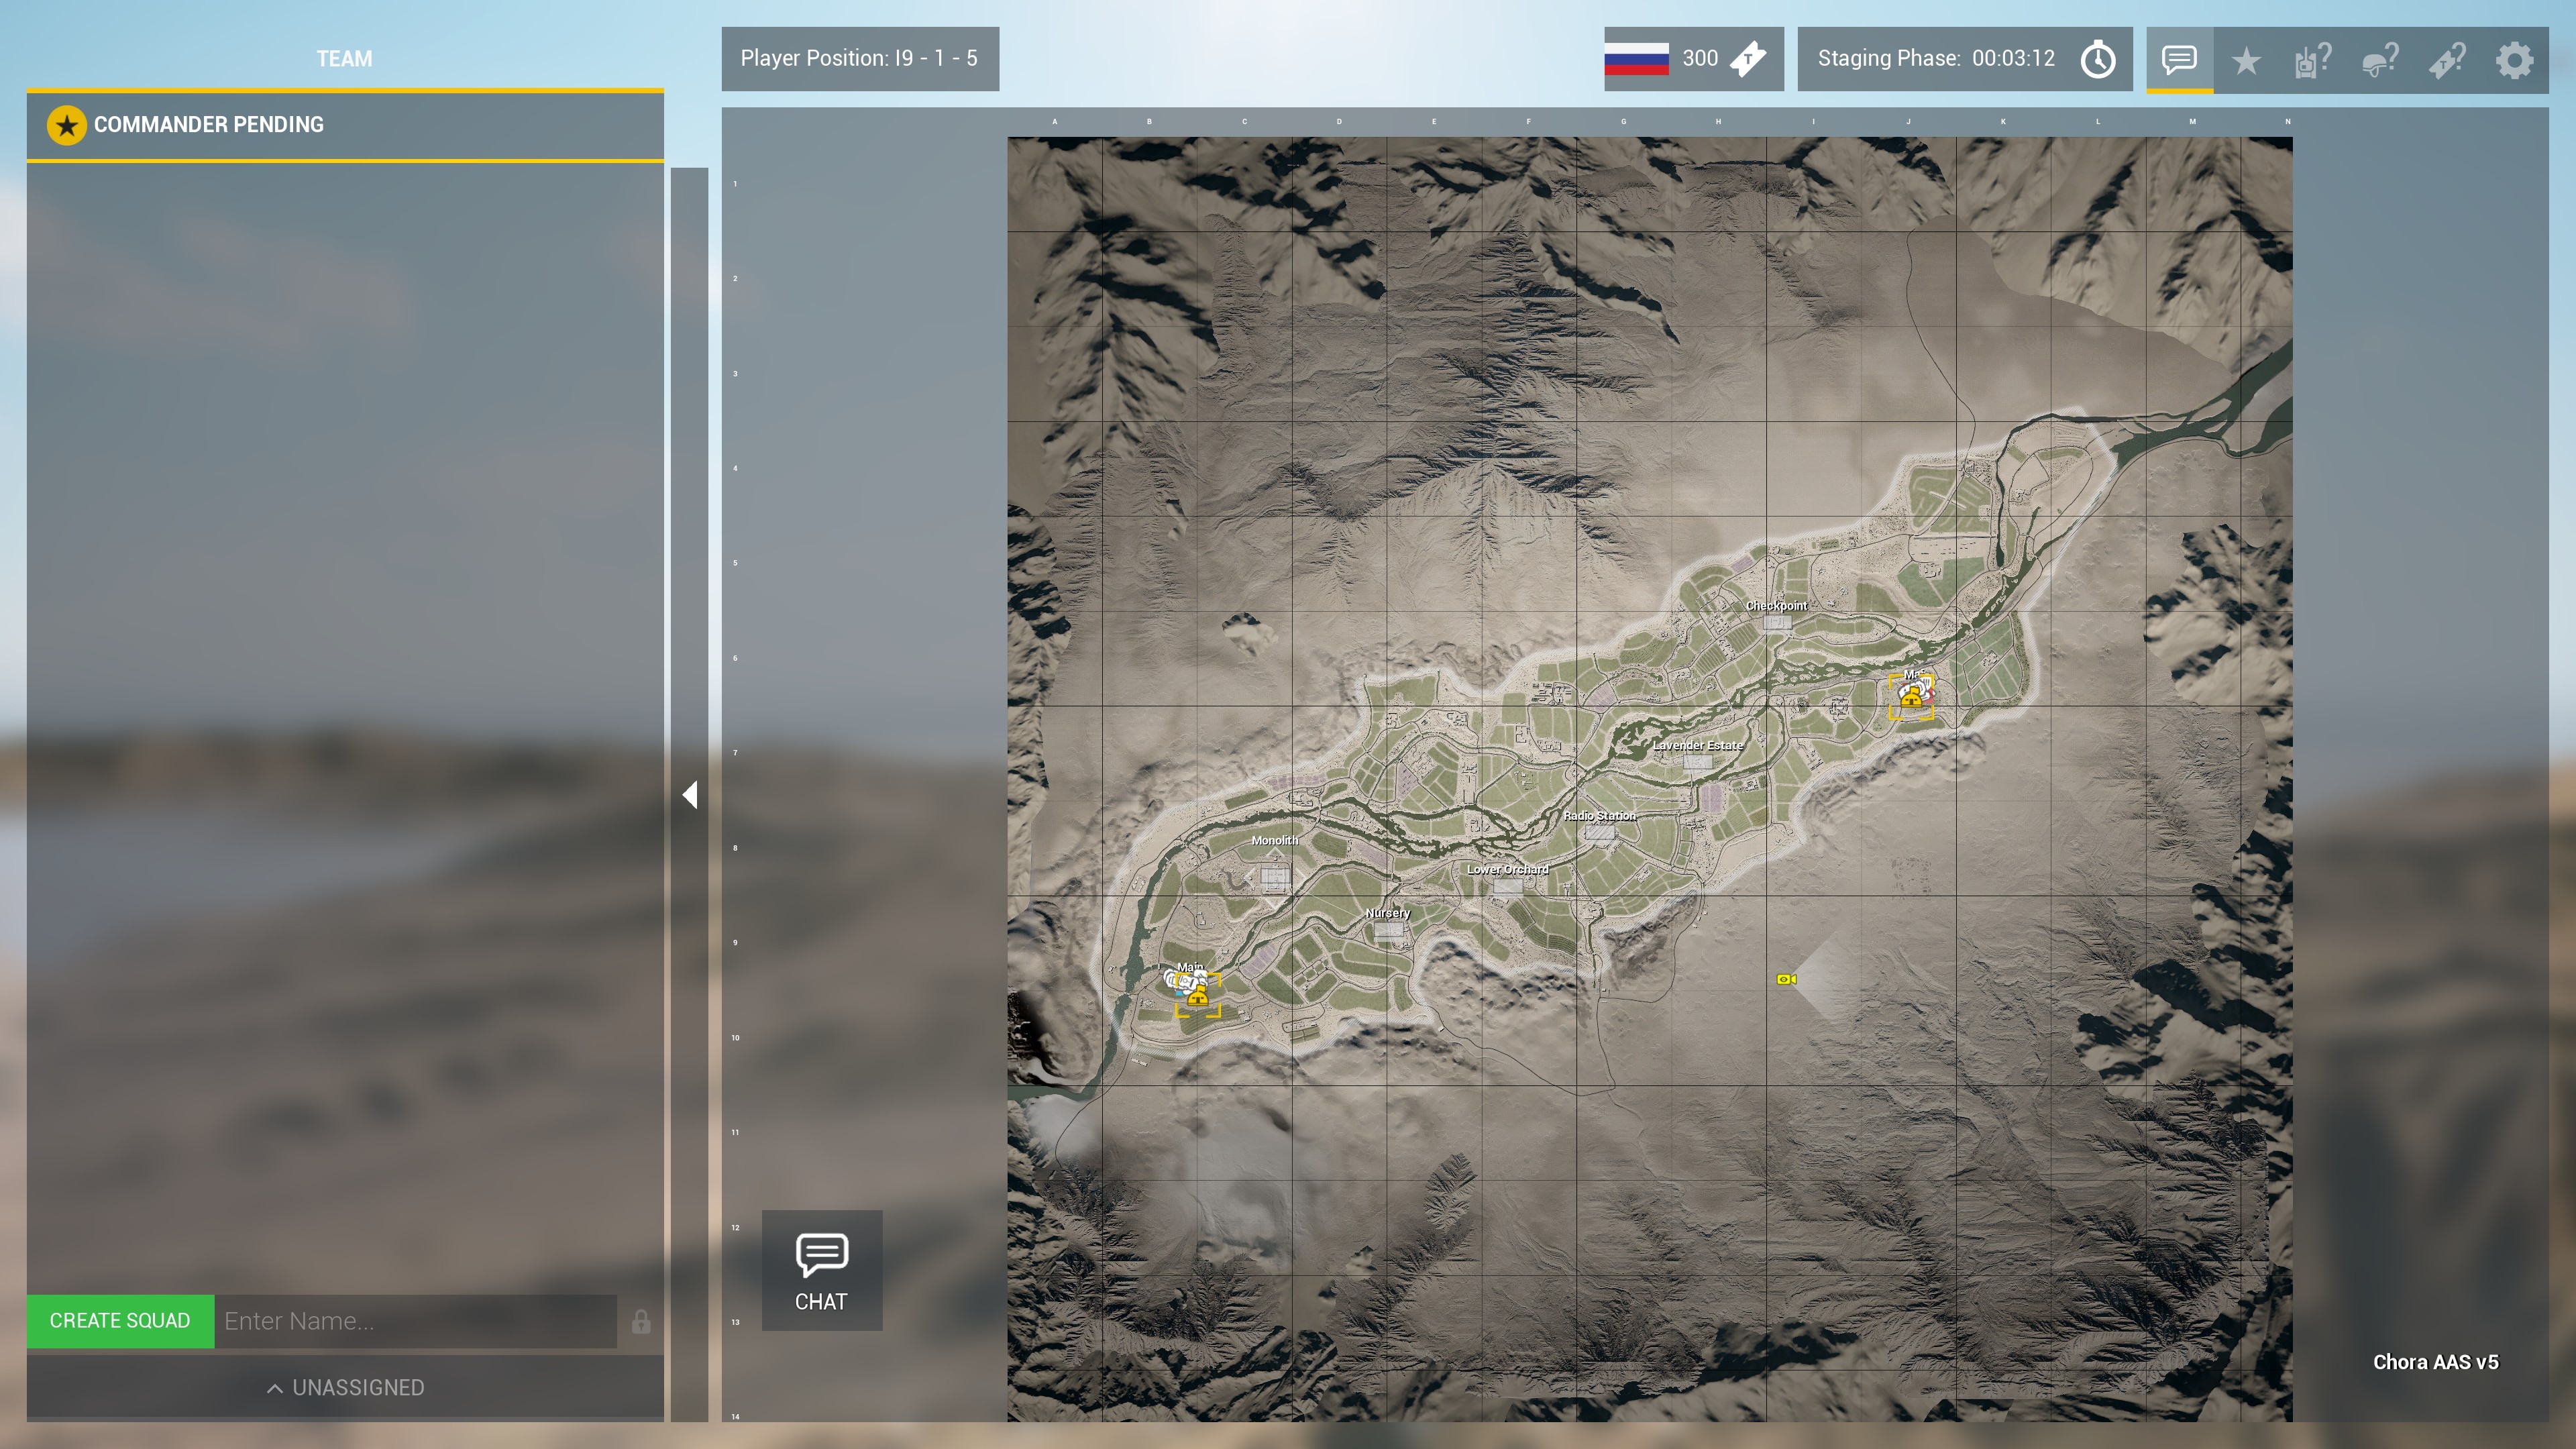 TEAM
Player Position: I9 - 1 - 5
300
Staging Phase: 00:03:12
COMMANDER PENDING
A B C D E F G H I J K L M N
1
2
3
4
5
6
7
8
9
10
11
12
13
14
Checkpoint
Lavender Estate
Radio Station
Monolith
Lower Orchard
Nursery
Main
CHAT
CREATE SQUAD
Enter Name...
UNASSIGNED
Chora AAS v5